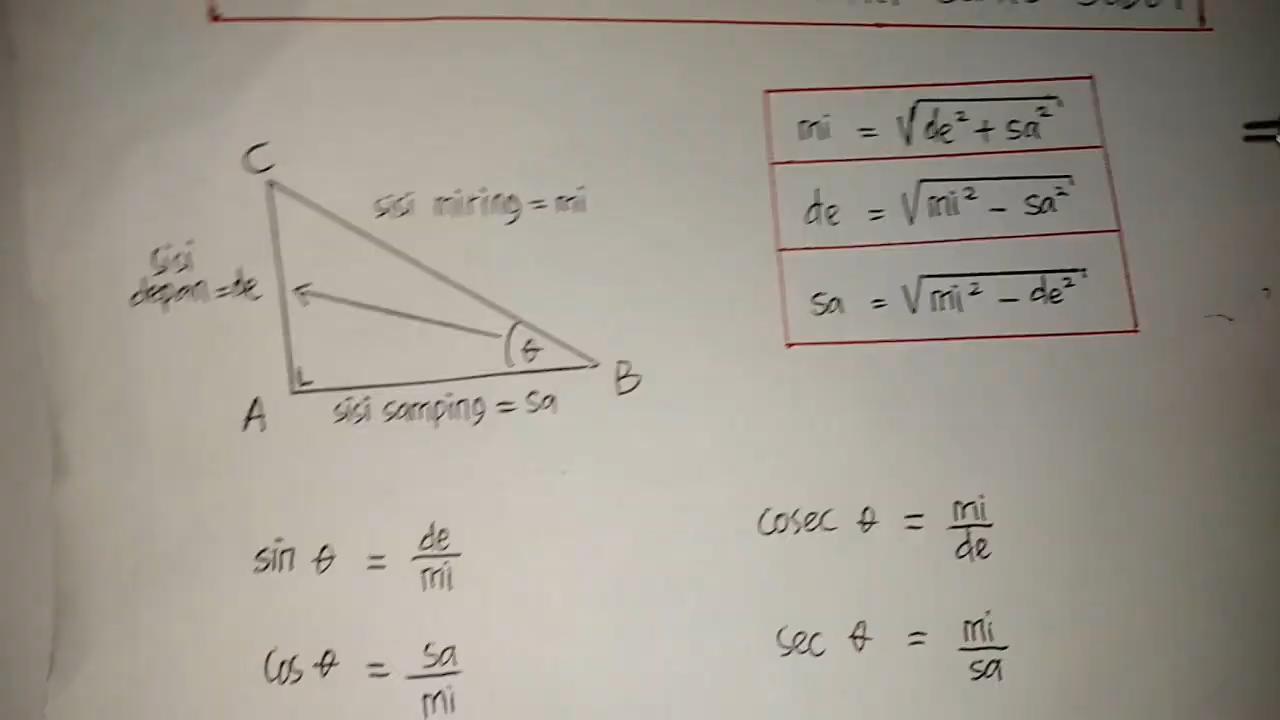 C
sisi miring = mi
sisi
depan = de
θ
A
B
sisi samping = sa
mi = √de² + sa²
de = √mi² - sa²
sa = √mi² - de²
sin θ = de/mi
cos θ = sa/mi
cosec θ = mi/de
sec θ = mi/sa